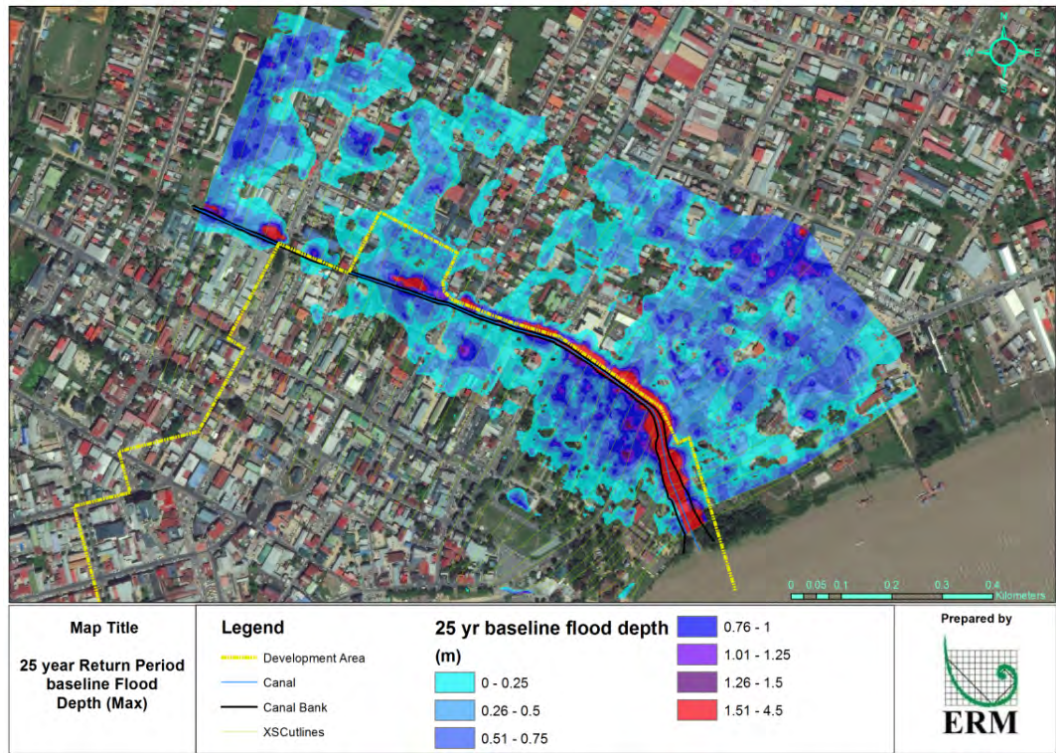 N
A
E
S
0 0.05 0.1 0.2 0.3 0.4
Kilometers
Map Title
25 year Return Period
baseline Flood
Depth (Max)
Legend
Development Area
Canal
Canal Bank
XSCutlines
25 yr baseline flood depth
(m)
0 - 0.25
0.26 - 0.5
0.51 - 0.75
0.76 - 1
1.01 - 1.25
1.26 - 1.5
1.51 - 4.5
Prepared by
ERM